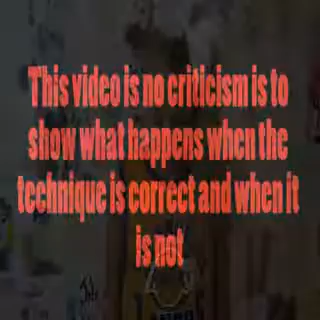 This video is no criticism is to
show what happens when the
technique is correct and when it
is not